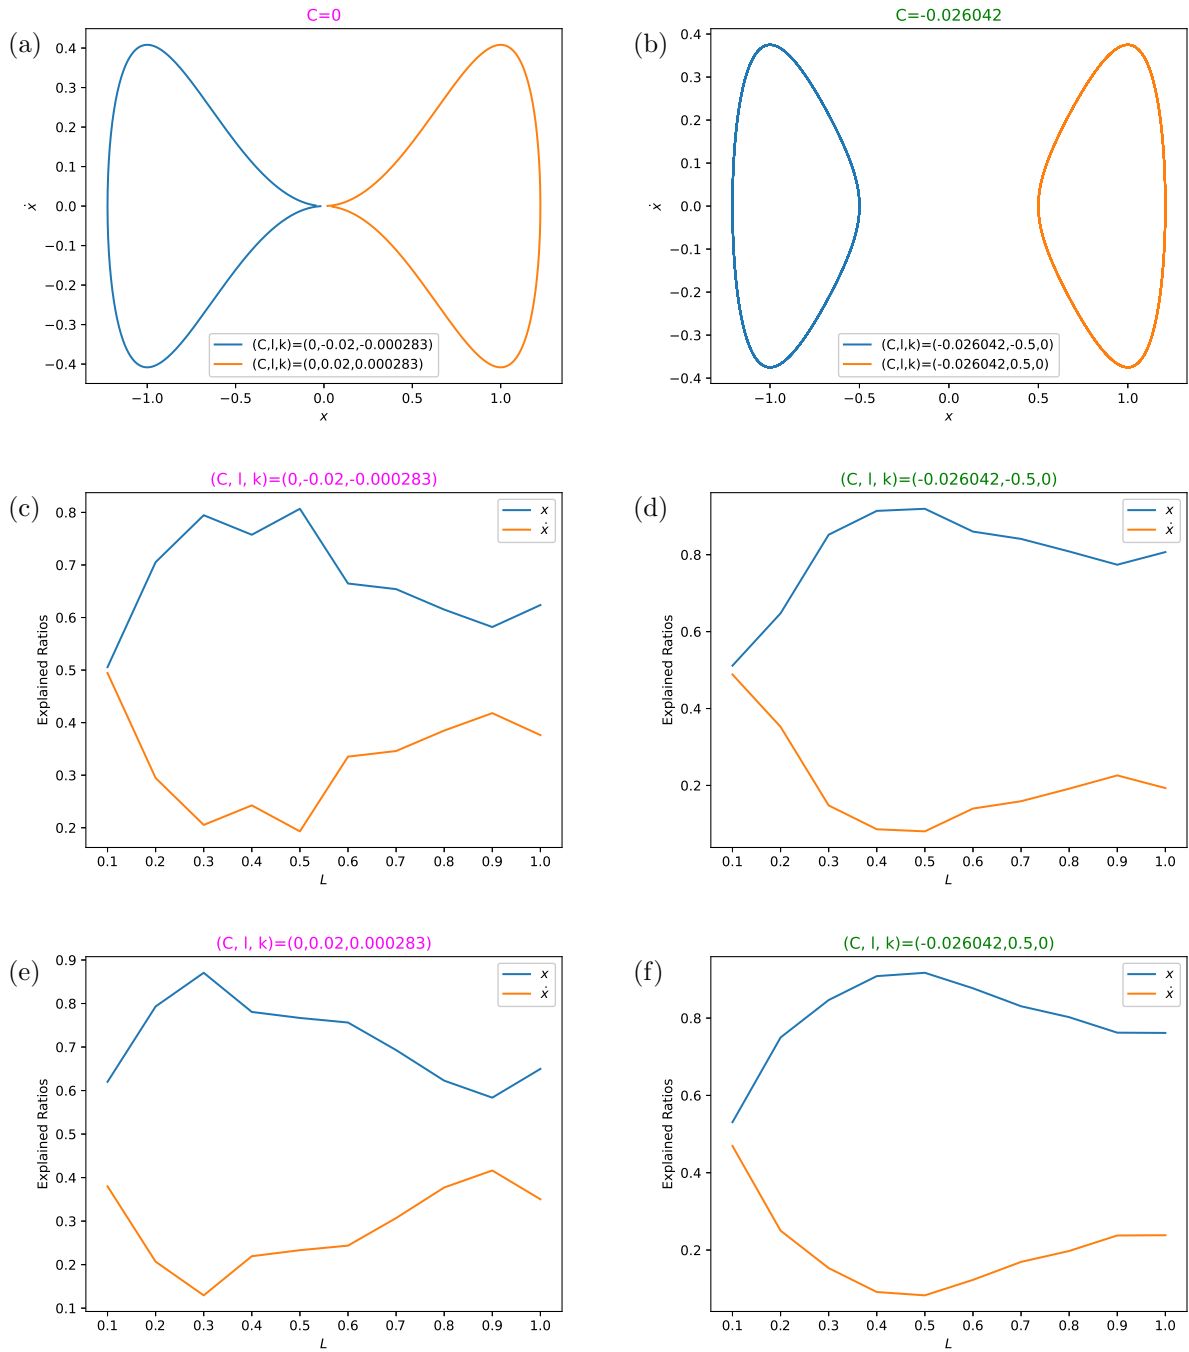 C=0
(a)
0.4
0.3
0.2
0.1
0.0
−0.1
−0.2
−0.3
−0.4
ẋ
(C,l,k)=(0,-0.02,-0.000283)
(C,l,k)=(0,0.02,0.000283)
−1.0 −0.5 0.0 0.5 1.0
x
C=-0.026042
(b)
0.4
0.3
0.2
0.1
0.0
−0.1
−0.2
−0.3
−0.4
ẋ
(C,l,k)=(-0.026042,-0.5,0)
(C,l,k)=(-0.026042,0.5,0)
−1.0 −0.5 0.0 0.5 1.0
x
(C, l, k)=(0,-0.02,-0.000283)
(c)
x
ẋ
0.8
0.7
0.6
0.5
0.4
0.3
0.2
Explained Ratios
0.1 0.2 0.3 0.4 0.5 0.6 0.7 0.8 0.9 1.0
L
(C, l, k)=(-0.026042,-0.5,0)
(d)
x
ẋ
0.8
0.6
0.4
0.2
Explained Ratios
0.1 0.2 0.3 0.4 0.5 0.6 0.7 0.8 0.9 1.0
L
(C, l, k)=(0,0.02,0.000283)
(e)
x
ẋ
0.9
0.8
0.7
0.6
0.5
0.4
0.3
0.2
0.1
Explained Ratios
0.1 0.2 0.3 0.4 0.5 0.6 0.7 0.8 0.9 1.0
L
(C, l, k)=(-0.026042,0.5,0)
(f)
x
ẋ
0.8
0.6
0.4
0.2
Explained Ratios
0.1 0.2 0.3 0.4 0.5 0.6 0.7 0.8 0.9 1.0
L